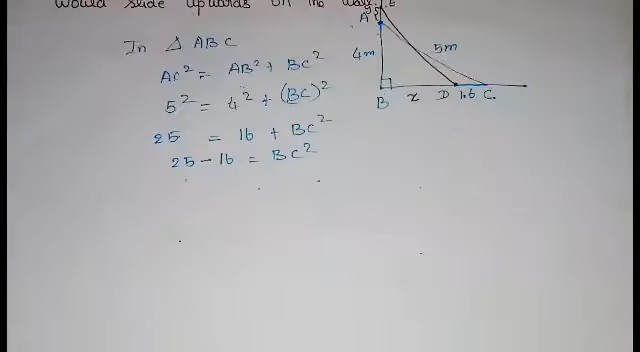 would slide upwards on the wall.
In △ ABC
AC² = AB² + BC²
5² = 4² + (BC)²
25 = 16 + BC²
25 - 16 = BC²
E
A
4m
5m
B x D 1.6 C